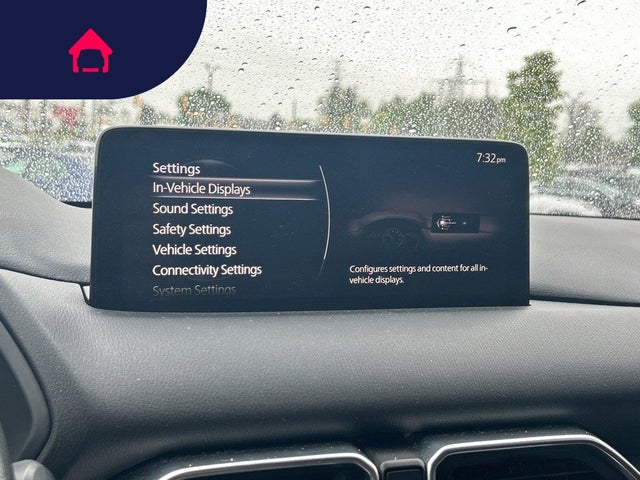 7:32pm
Settings
In-Vehicle Displays
Sound Settings
Safety Settings
Vehicle Settings
Connectivity Settings
System Settings
Configures settings and content for all in-
vehicle displays.